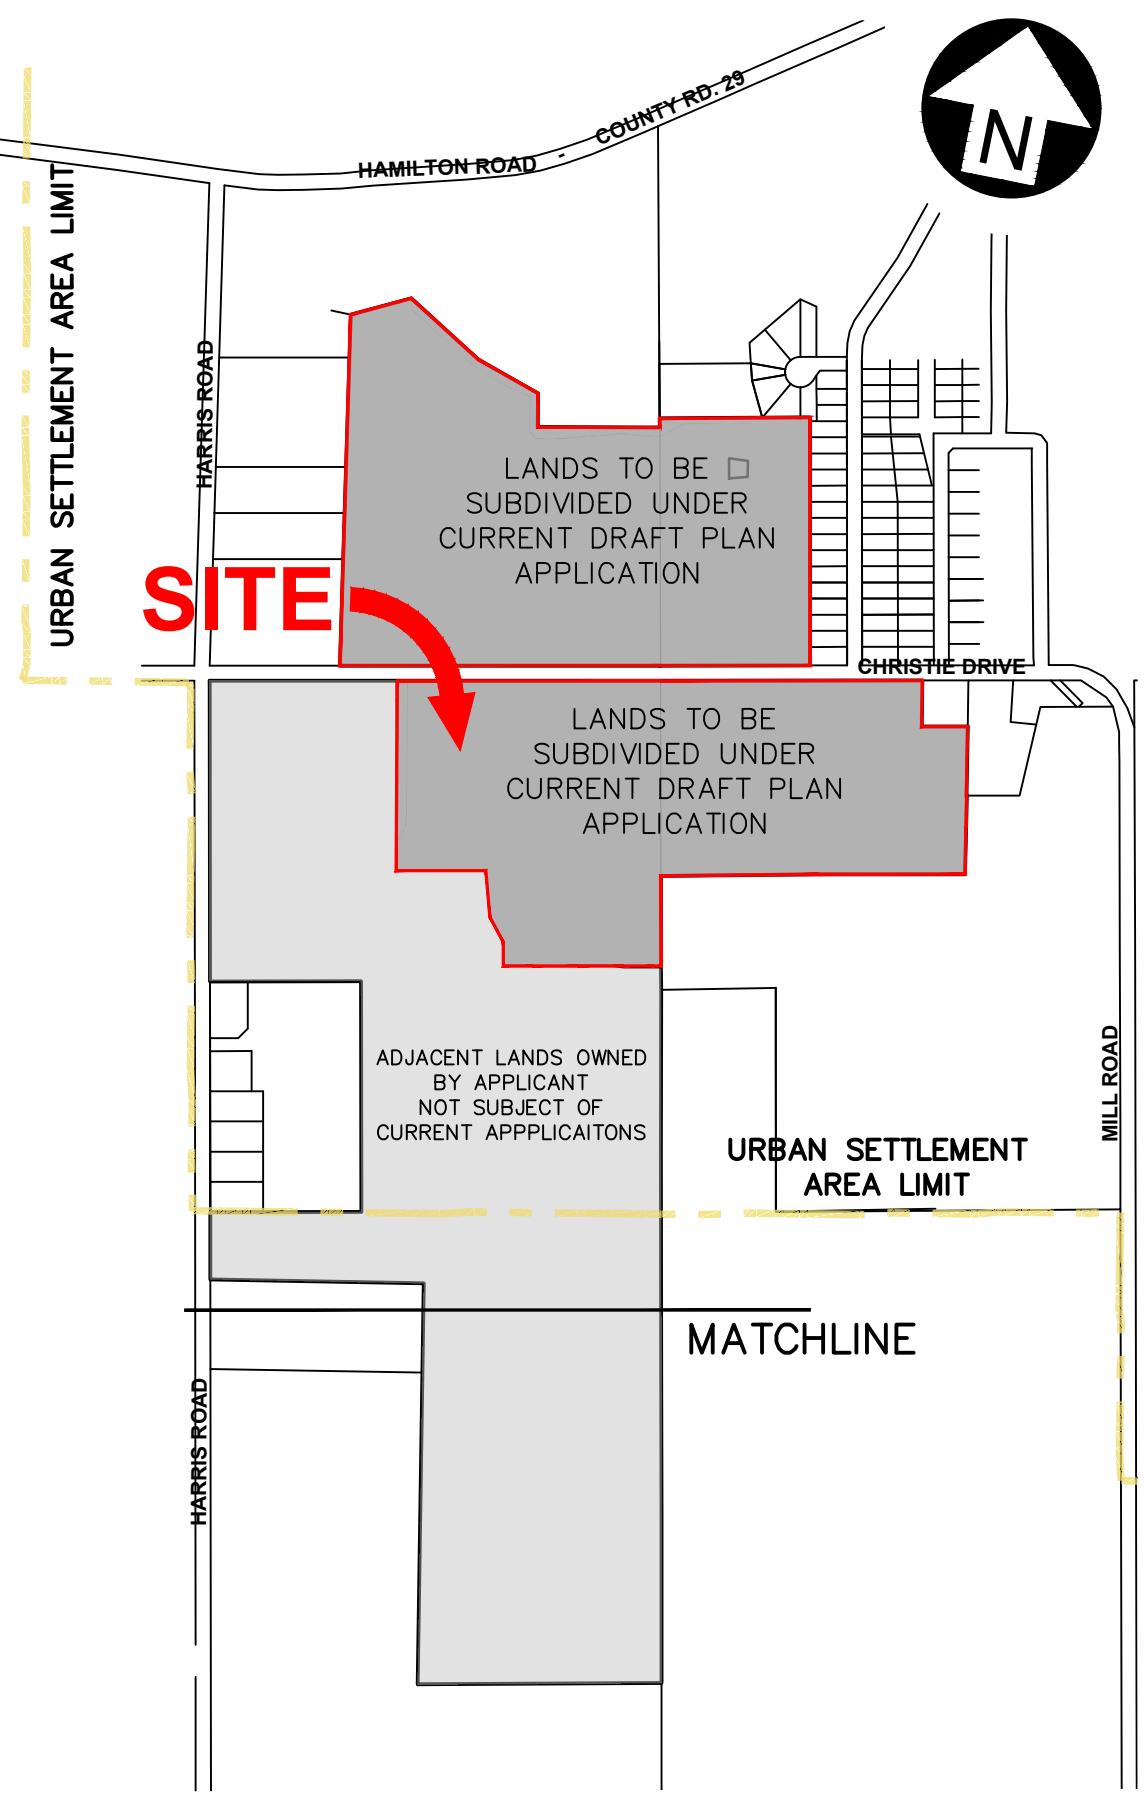 COUNTY RD. 29
HAMILTON ROAD -
N
URBAN SETTLEMENT AREA LIMIT
HARRIS ROAD
LANDS TO BE
SUBDIVIDED UNDER
CURRENT DRAFT PLAN
APPLICATION
SITE
CHRISTIE DRIVE
LANDS TO BE
SUBDIVIDED UNDER
CURRENT DRAFT PLAN
APPLICATION
ADJACENT LANDS OWNED
BY APPLICANT
NOT SUBJECT OF
CURRENT APPPLICAITONS
MILL ROAD
URBAN SETTLEMENT
AREA LIMIT
MATCHLINE
HARRIS ROAD